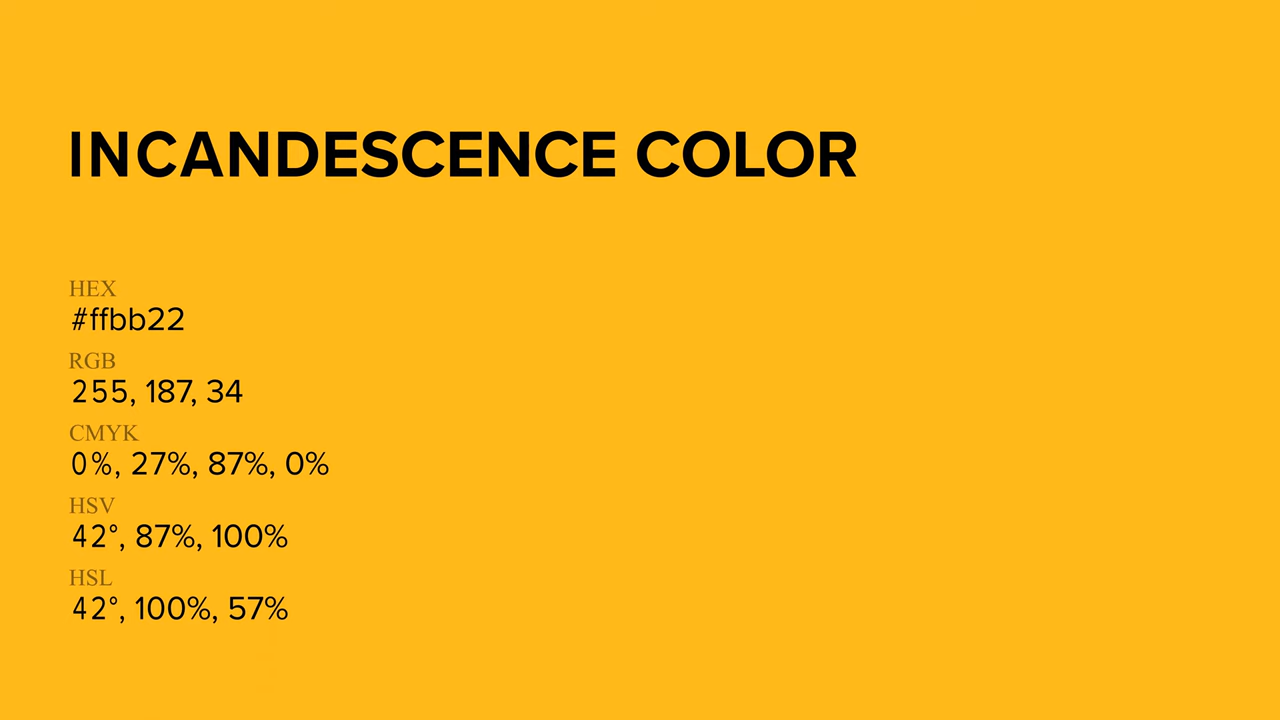 INCANDESCENCE COLOR
HEX
#ffbb22
RGB
255, 187, 34
CMYK
0%, 27%, 87%, 0%
HSV
42°, 87%, 100%
HSL
42°, 100%, 57%